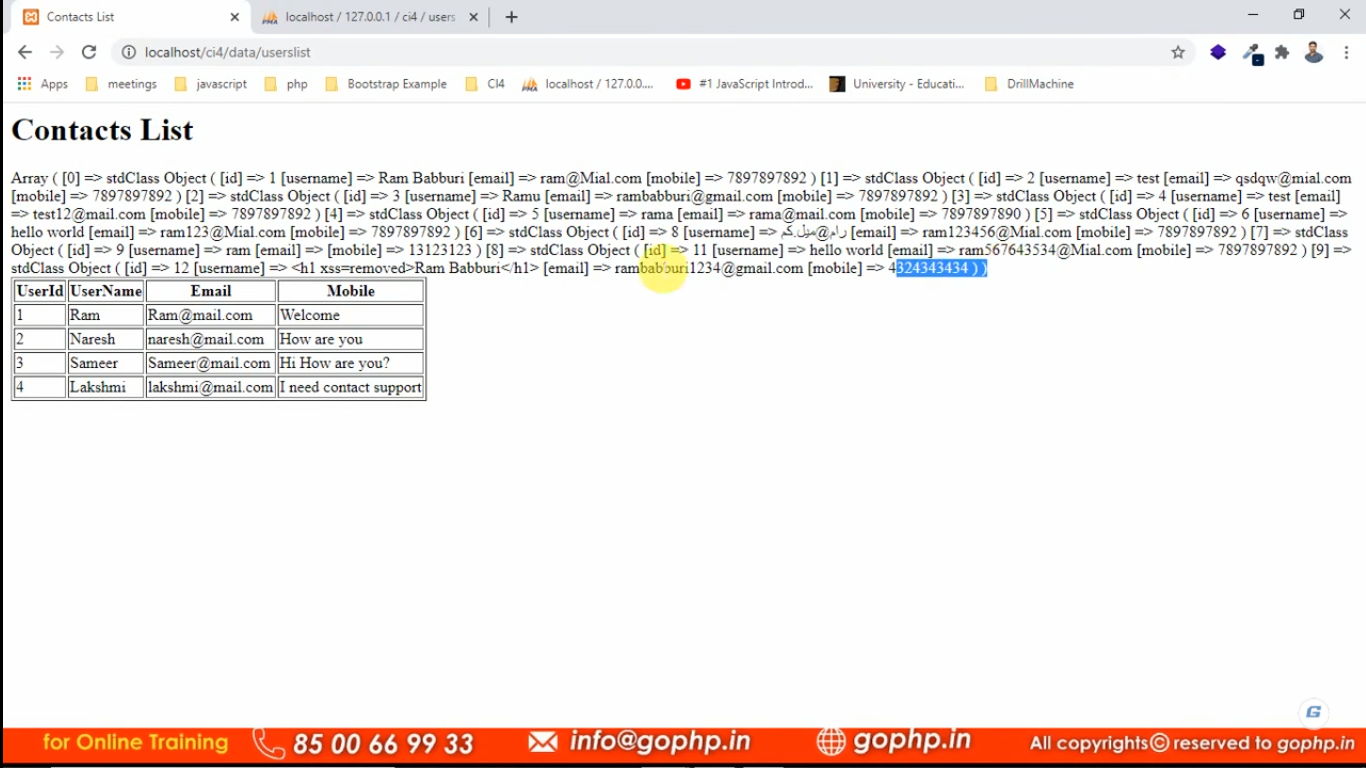 Contacts List
localhost / 127.0.0.1 / ci4 / users
localhost/ci4/data/userslist
Apps
meetings
javascript
php
Bootstrap Example
CI4
localhost / 127.0.0....
#1 JavaScript Introd...
University - Educati...
DrillMachine
Contacts List
Array ( [0] => stdClass Object ( [id] => 1 [username] => Ram Babburi [email] => ram@Mial.com [mobile] => 7897897892 ) [1] => stdClass Object ( [id] => 2 [username] => test [email] => qsdqw@mial.com
[mobile] => 7897897892 ) [2] => stdClass Object ( [id] => 3 [username] => Ramu [email] => rambabburi@gmail.com [mobile] => 7897897892 ) [3] => stdClass Object ( [id] => 4 [username] => test [email]
=> test12@mail.com [mobile] => 7897897892 ) [4] => stdClass Object ( [id] => 5 [username] => rama [email] => rama@mail.com [mobile] => 7897897890 ) [5] => stdClass Object ( [id] => 6 [username] =>
hello world [email] => ram123@Mial.com [mobile] => 7897897892 ) [6] => stdClass Object ( [id] => 8 [username] => رام@میل.کم [email] => ram123456@Mial.com [mobile] => 7897897892 ) [7] => stdClass
Object ( [id] => 9 [username] => ram [email] => [mobile] => 13123123 ) [8] => stdClass Object ( [id] => 11 [username] => hello world [email] => ram567643534@Mial.com [mobile] => 7897897892 ) [9] =>
stdClass Object ( [id] => 12 [username] => <h1 xss=removed>Ram Babburi</h1> [email] => rambabburi1234@gmail.com [mobile] => 4324343434 ) )
UserId UserName Email Mobile
1 Ram Ram@mail.com Welcome
2 Naresh naresh@mail.com How are you
3 Sameer Sameer@mail.com Hi How are you?
4 Lakshmi lakshmi@mail.com I need contact support
G
for Online Training 85 00 66 99 33 info@gophp.in gophp.in All copyrights© reserved to gophp.in